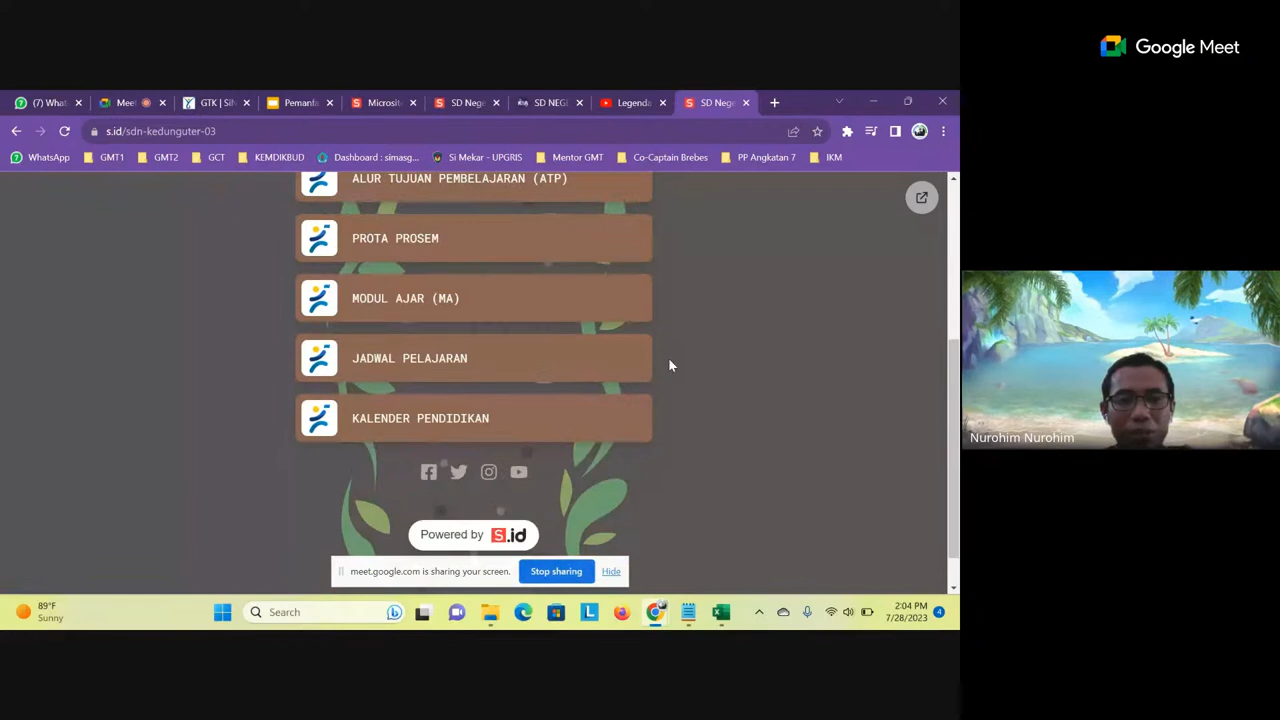 Google Meet
(7) What
Meet
GTK | SiN
Pemanfa
Microsite
SD Nege
SD NEGE
Legenda
SD Nege
s.id/sdn-kedunguter-03
WhatsApp
GMT1
GMT2
GCT
KEMDIKBUD
Dashboard : simasg...
Si Mekar - UPGRIS
Mentor GMT
Co-Captain Brebes
PP Angkatan 7
IKM
ALUR TUJUAN PEMBELAJARAN (ATP)
PROTA PROSEM
MODUL AJAR (MA)
JADWAL PELAJARAN
KALENDER PENDIDIKAN
Powered by S.id
meet.google.com is sharing your screen.
Stop sharing
Hide
Nurohim Nurohim
89°F
Sunny
Search
2:04 PM
7/28/2023
4